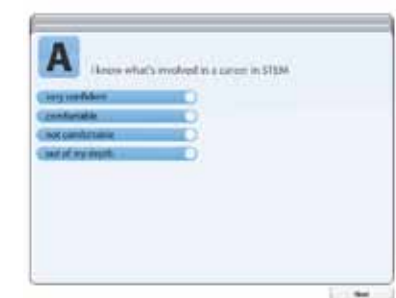 A
I know what's involved in a career in STEM
very confident
comfortable
not comfortable
out of my depth
Next